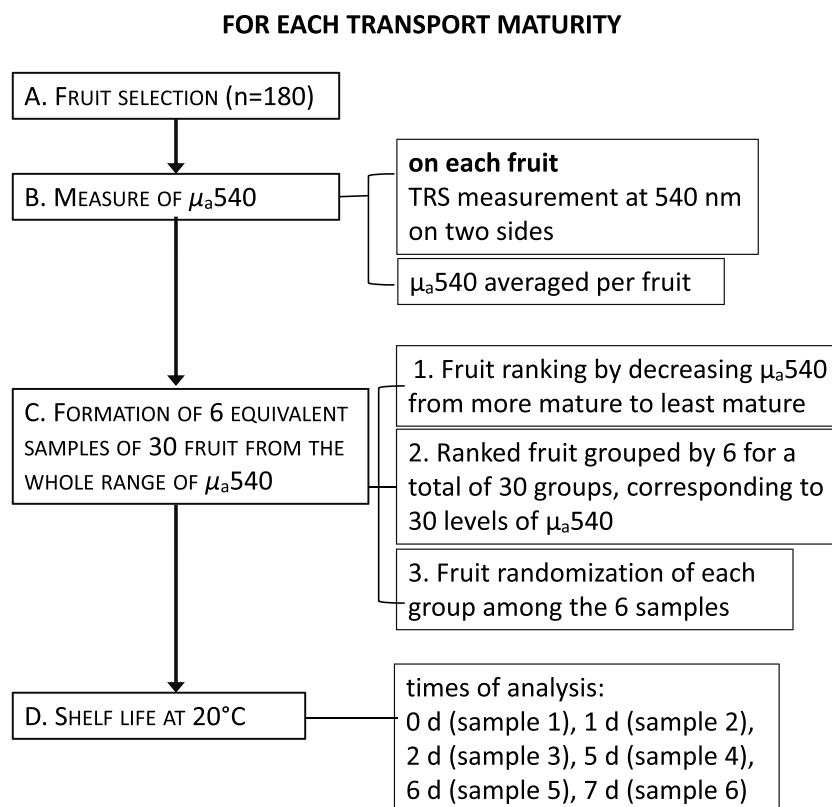 FOR EACH TRANSPORT MATURITY
A. FRUIT SELECTION (n=180)
B. MEASURE OF μₐ540
on each fruit
TRS measurement at 540 nm
on two sides
μₐ540 averaged per fruit
C. FORMATION OF 6 EQUIVALENT
SAMPLES OF 30 FRUIT FROM THE
WHOLE RANGE OF μₐ540
1. Fruit ranking by decreasing μₐ540
from more mature to least mature
2. Ranked fruit grouped by 6 for a
total of 30 groups, corresponding to
30 levels of μₐ540
3. Fruit randomization of each
group among the 6 samples
D. SHELF LIFE AT 20°C
times of analysis:
0 d (sample 1), 1 d (sample 2),
2 d (sample 3), 5 d (sample 4),
6 d (sample 5), 7 d (sample 6)